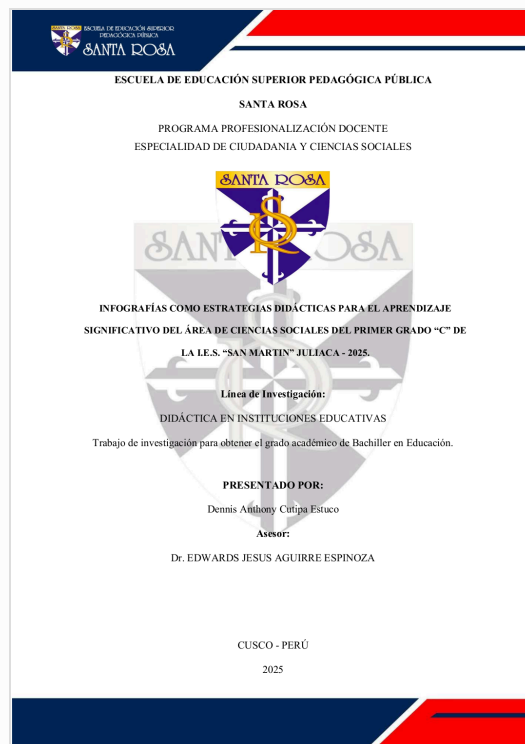 SANTA ROSA
ESCUELA DE EDUCACIÓN SUPERIOR
PEDAGÓGICA PÚBLICA
SANTA ROSA
ESCUELA DE EDUCACIÓN SUPERIOR PEDAGÓGICA PÚBLICA
SANTA ROSA
PROGRAMA PROFESIONALIZACIÓN DOCENTE
ESPECIALIDAD DE CIUDADANIA Y CIENCIAS SOCIALES
SANTA ROSA
SANTA ROSA
INFOGRAFÍAS COMO ESTRATEGIAS DIDÁCTICAS PARA EL APRENDIZAJE
SIGNIFICATIVO DEL ÁREA DE CIENCIAS SOCIALES DEL PRIMER GRADO “C” DE
LA I.E.S. “SAN MARTIN” JULIACA - 2025.
Línea de Investigación:
DIDÁCTICA EN INSTITUCIONES EDUCATIVAS
Trabajo de investigación para obtener el grado académico de Bachiller en Educación.
PRESENTADO POR:
Dennis Anthony Cutipa Estuco
Asesor:
Dr. EDWARDS JESUS AGUIRRE ESPINOZA
CUSCO - PERÚ
2025